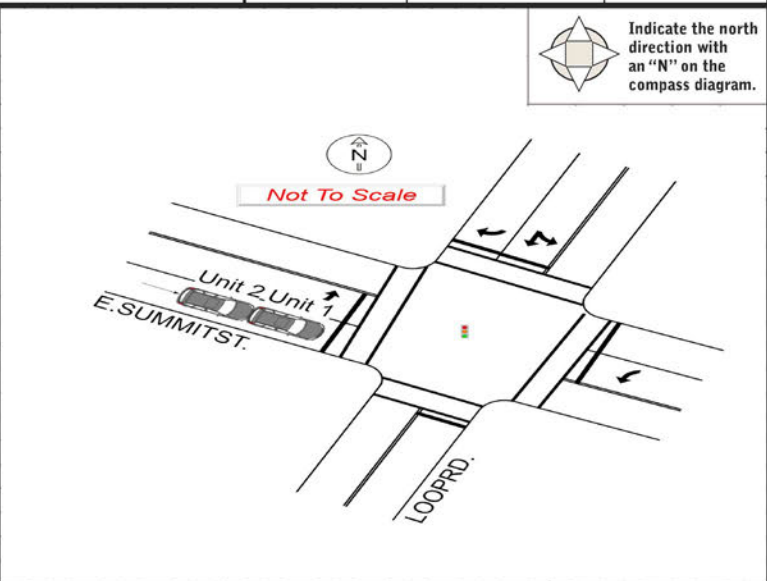 Indicate the north
direction with
an “N” on the
compass diagram.
N
Not To Scale
Unit 2 Unit 1
E.SUMMITST.
LOOPRD.